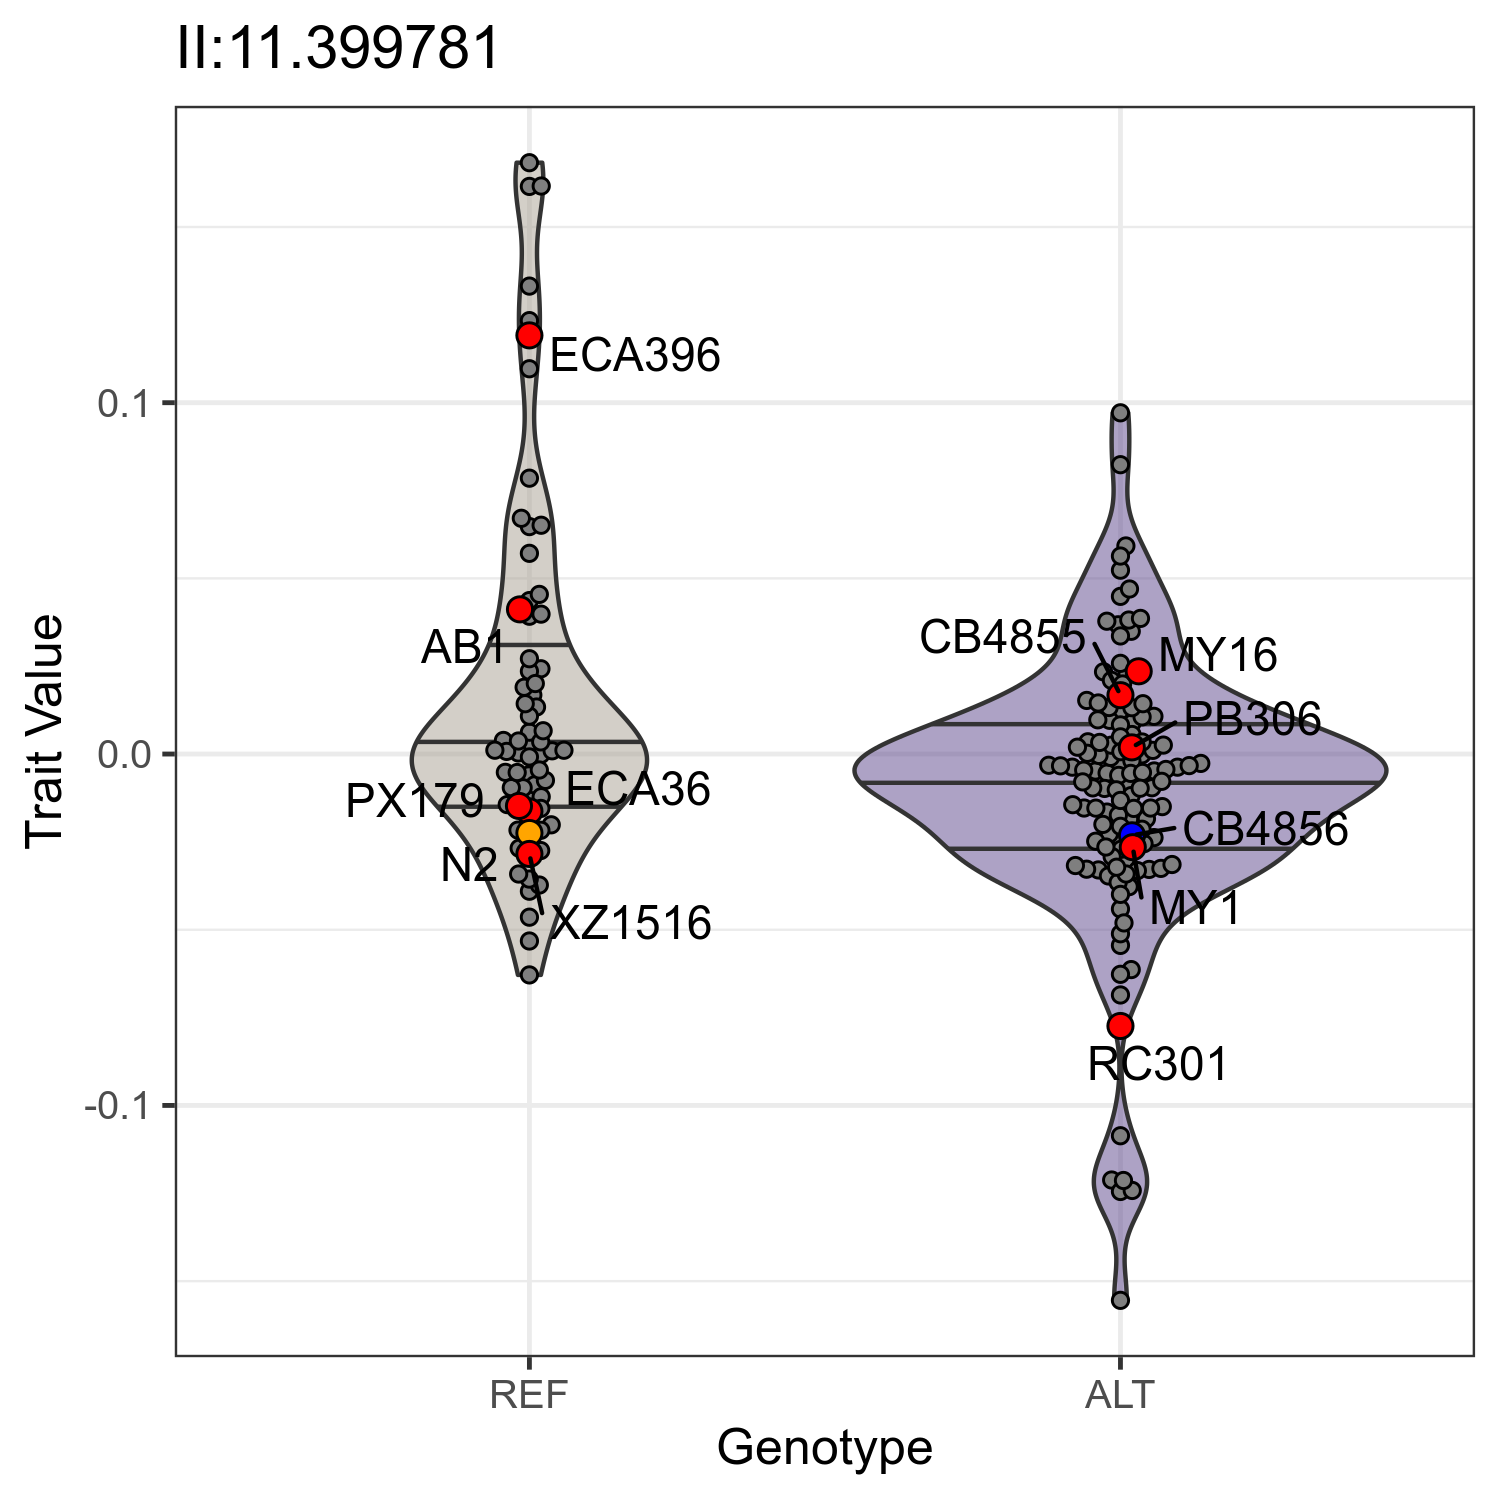 II:11.399781
Trait Value
0.1
0.0
-0.1
ECA396
AB1
PX179
ECA36
N2
XZ1516
CB4855
MY16
PB306
CB4856
MY1
RC301
REF
ALT
Genotype